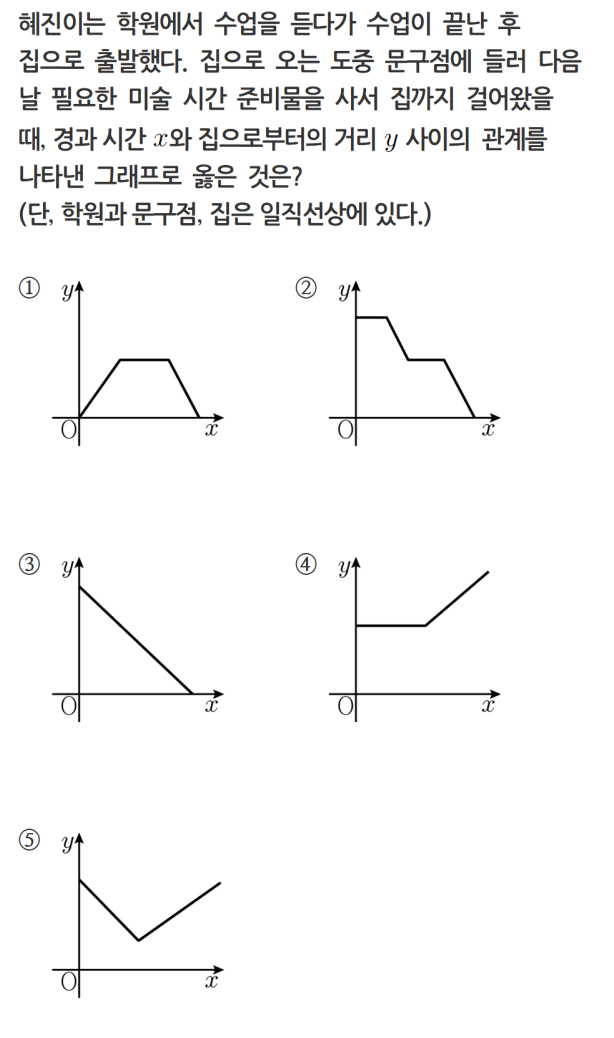 혜진이는 학원에서 수업을 듣다가 수업이 끝난 후
집으로 출발했다. 집으로 오는 도중 문구점에 들러 다음
날 필요한 미술 시간 준비물을 사서 집까지 걸어왔을
때, 경과 시간 x와 집으로부터의 거리 y 사이의 관계를
나타낸 그래프로 옳은 것은?
(단, 학원과 문구점, 집은 일직선상에 있다.)
① y
O x
② y
O x
③ y
O x
④ y
O x
⑤ y
O x